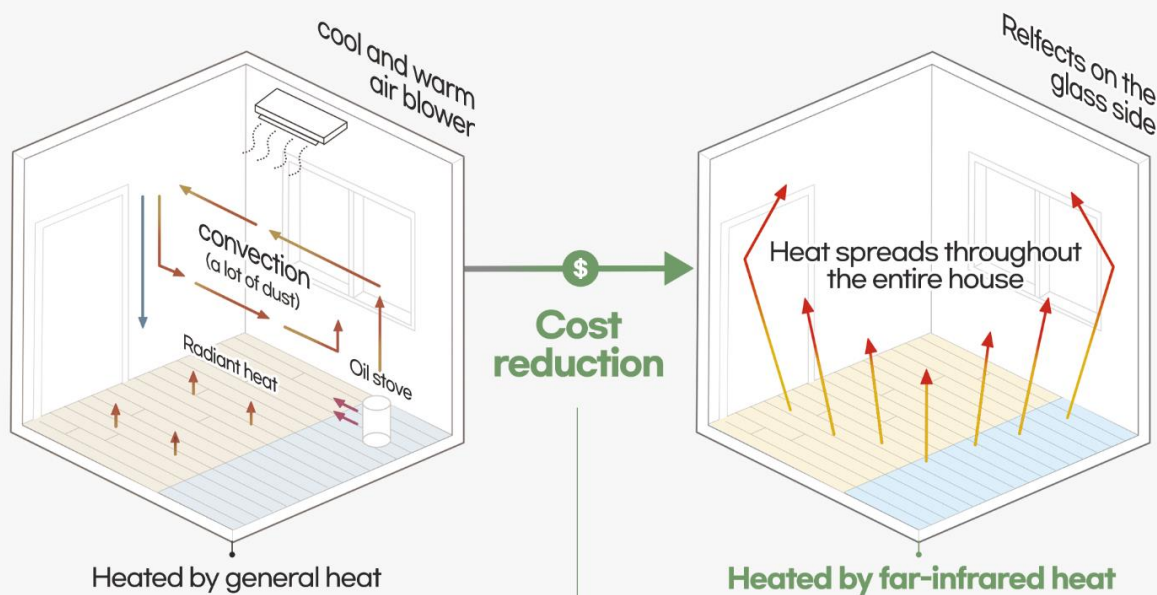 cool and warm
air blower
convection
(a lot of dust)
Radiant heat
Oil stove
Heated by general heat
$
Cost
reduction
Relfects on the
glass side
Heat spreads throughout
the entire house
Heated by far-infrared heat